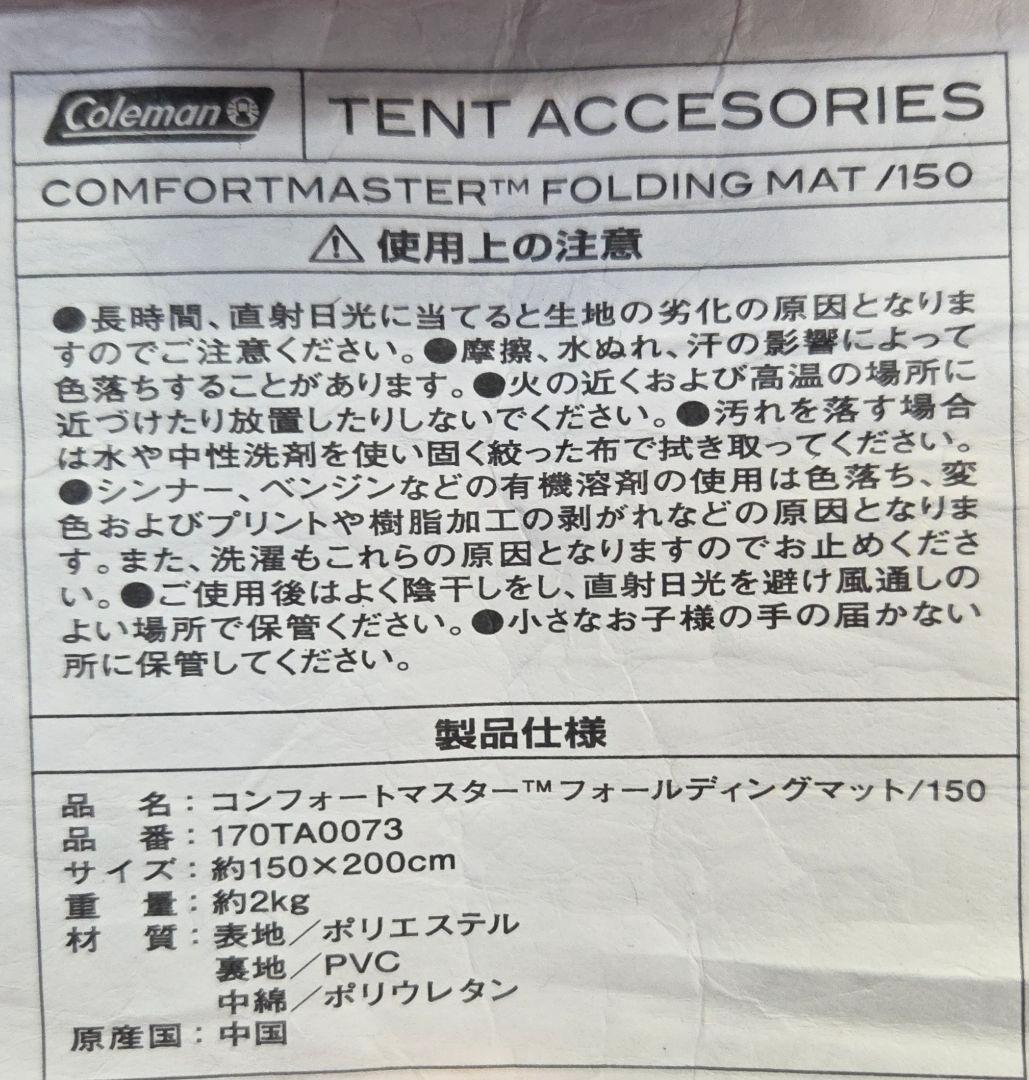 Coleman
TENT ACCESORIES
COMFORTMASTER™ FOLDING MAT /150
⚠ 使用上の注意
●長時間、直射日光に当てると生地の劣化の原因となりま
すのでご注意ください。●摩擦、水ぬれ、汗の影響によって
色落ちすることがあります。●火の近くおよび高温の場所に
近づけたり放置したりしないでください。●汚れを落す場合
は水や中性洗剤を使い固く絞った布で拭き取ってください。
●シンナー、ベンジンなどの有機溶剤の使用は色落ち、変
色およびプリントや樹脂加工の剥がれなどの原因となりま
す。また、洗濯もこれらの原因となりますのでお止めくださ
い。●ご使用後はよく陰干しをし、直射日光を避け風通しの
よい場所で保管ください。●小さなお子様の手の届かない
所に保管してください。
製品仕様
品　名：コンフォートマスター™フォールディングマット/150
品　番：170TA0073
サイズ：約150×200cm
重　量：約2kg
材　質：表地／ポリエステル
裏地／PVC
中綿／ポリウレタン
原産国：中国